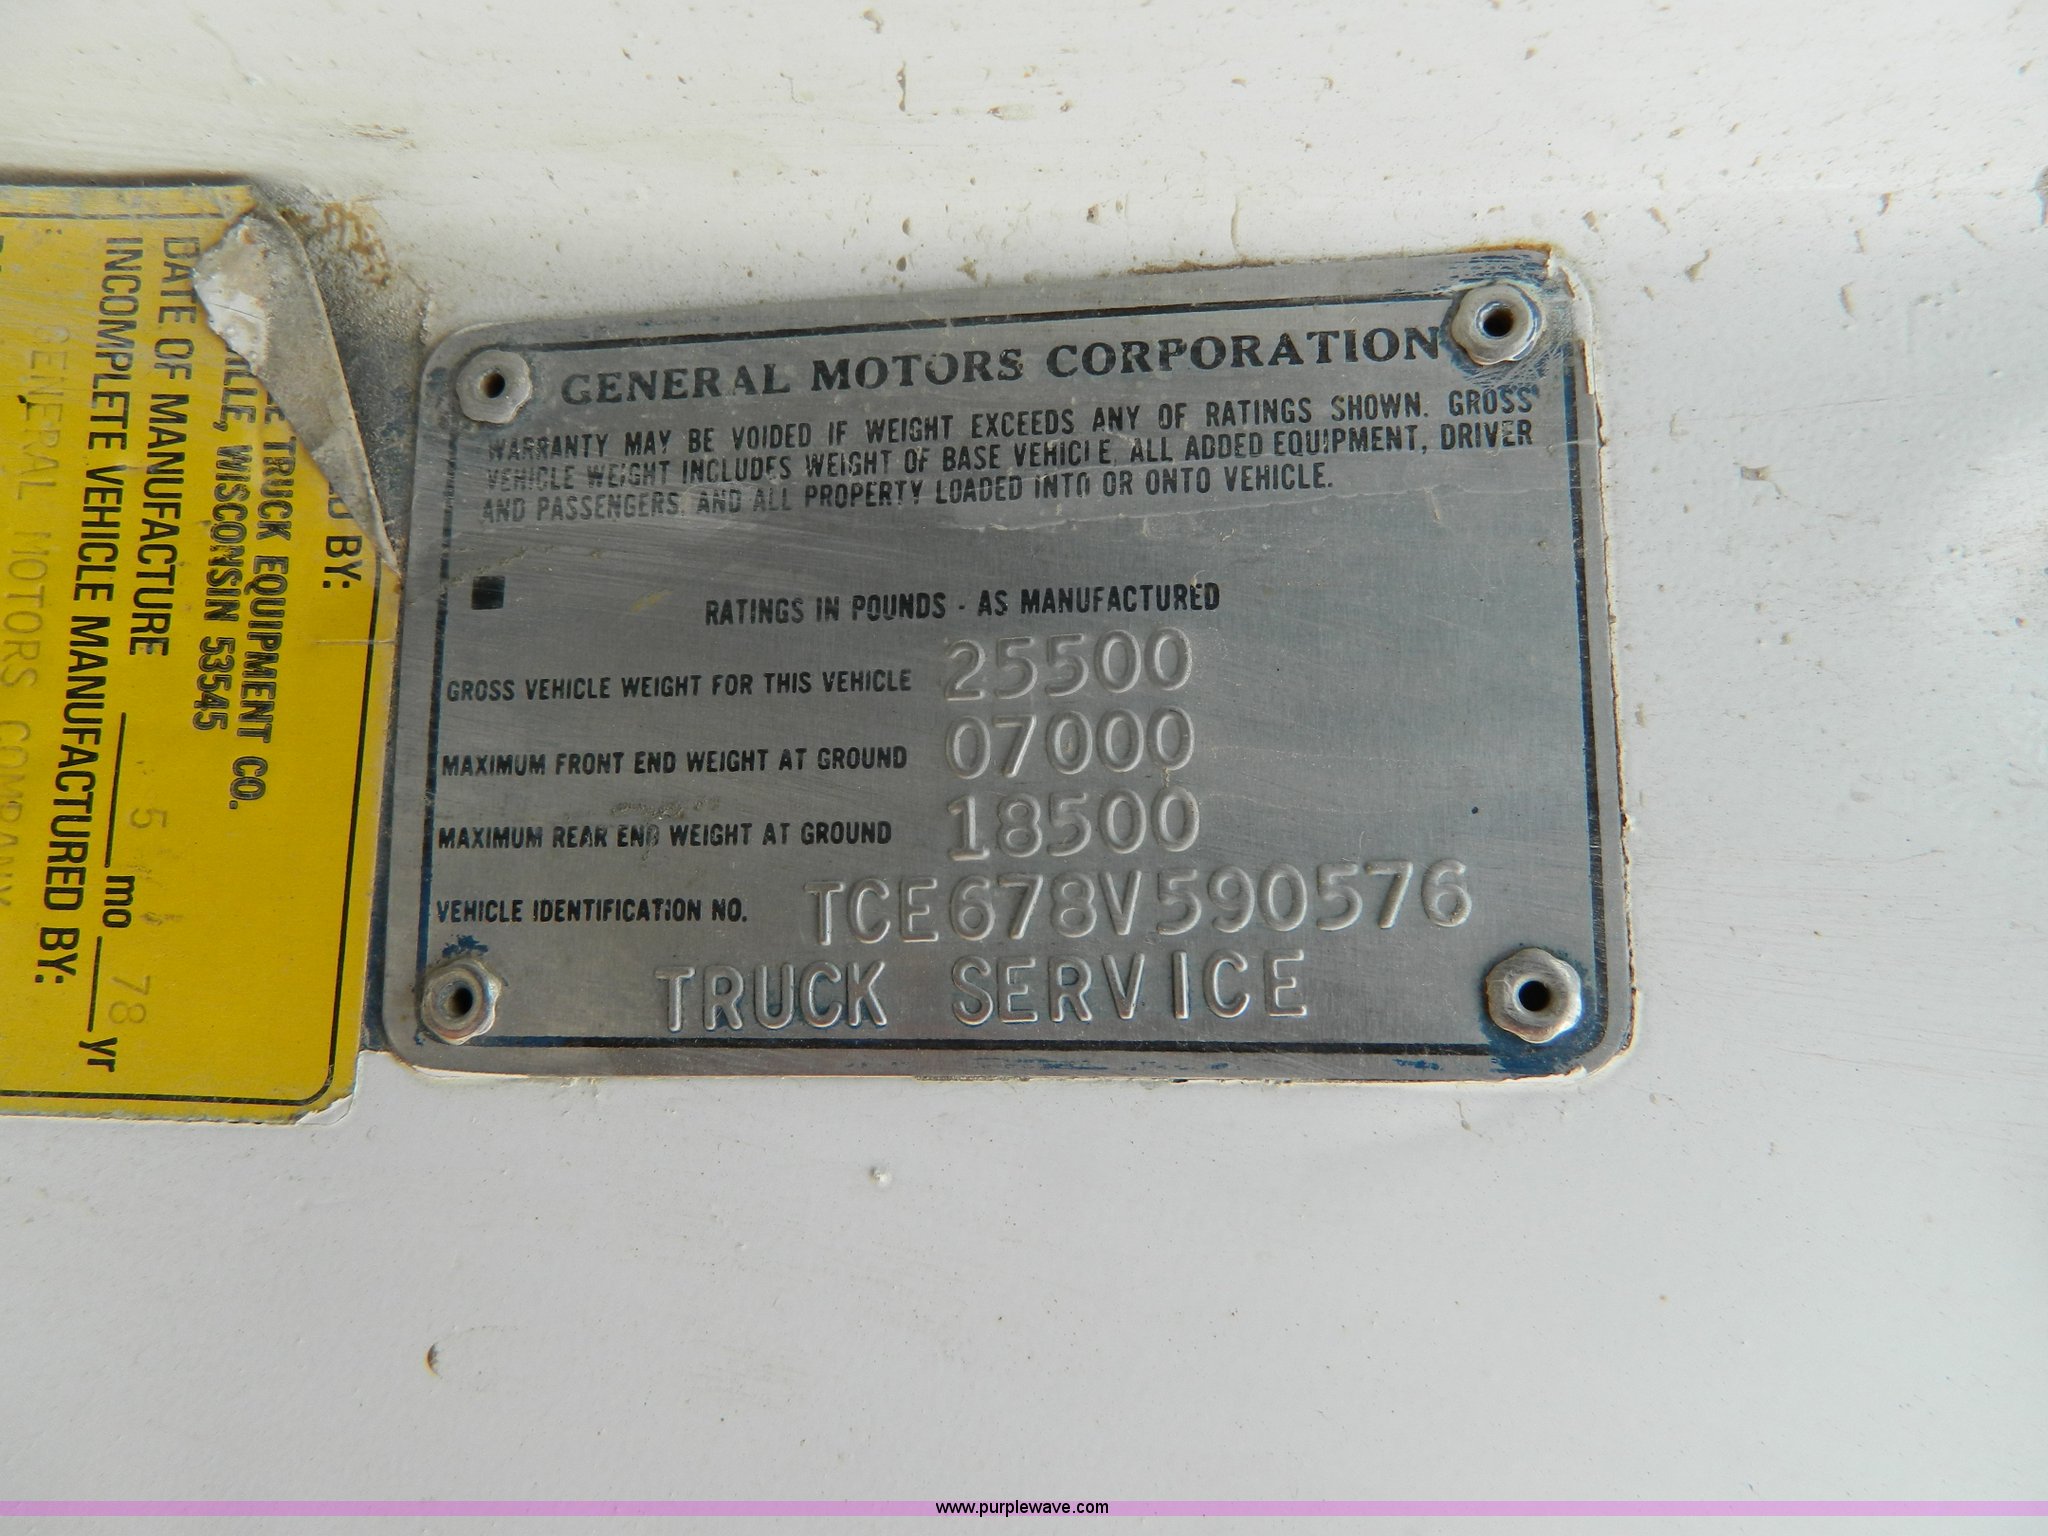 GENERAL MOTORS CORPORATION
WARRANTY MAY BE VOIDED IF WEIGHT EXCEEDS ANY OF RATINGS SHOWN. GROSS
VEHICLE WEIGHT INCLUDES WEIGHT OF BASE VEHICLE, ALL ADDED EQUIPMENT, DRIVER
AND PASSENGERS, AND ALL PROPERTY LOADED INTO OR ONTO VEHICLE.
RATINGS IN POUNDS - AS MANUFACTURED
GROSS VEHICLE WEIGHT FOR THIS VEHICLE 25500
MAXIMUM FRONT END WEIGHT AT GROUND 07000
MAXIMUM REAR END WEIGHT AT GROUND 18500
VEHICLE IDENTIFICATION NO. TCE678V590576
TRUCK SERVICE
BY:
TRUCK EQUIPMENT CO.
WISCONSIN 53545
DATE OF MANUFACTURE 5 mo 78 yr
INCOMPLETE VEHICLE MANUFACTURED BY:
GENERAL MOTORS COMPANY
www.purplewave.com